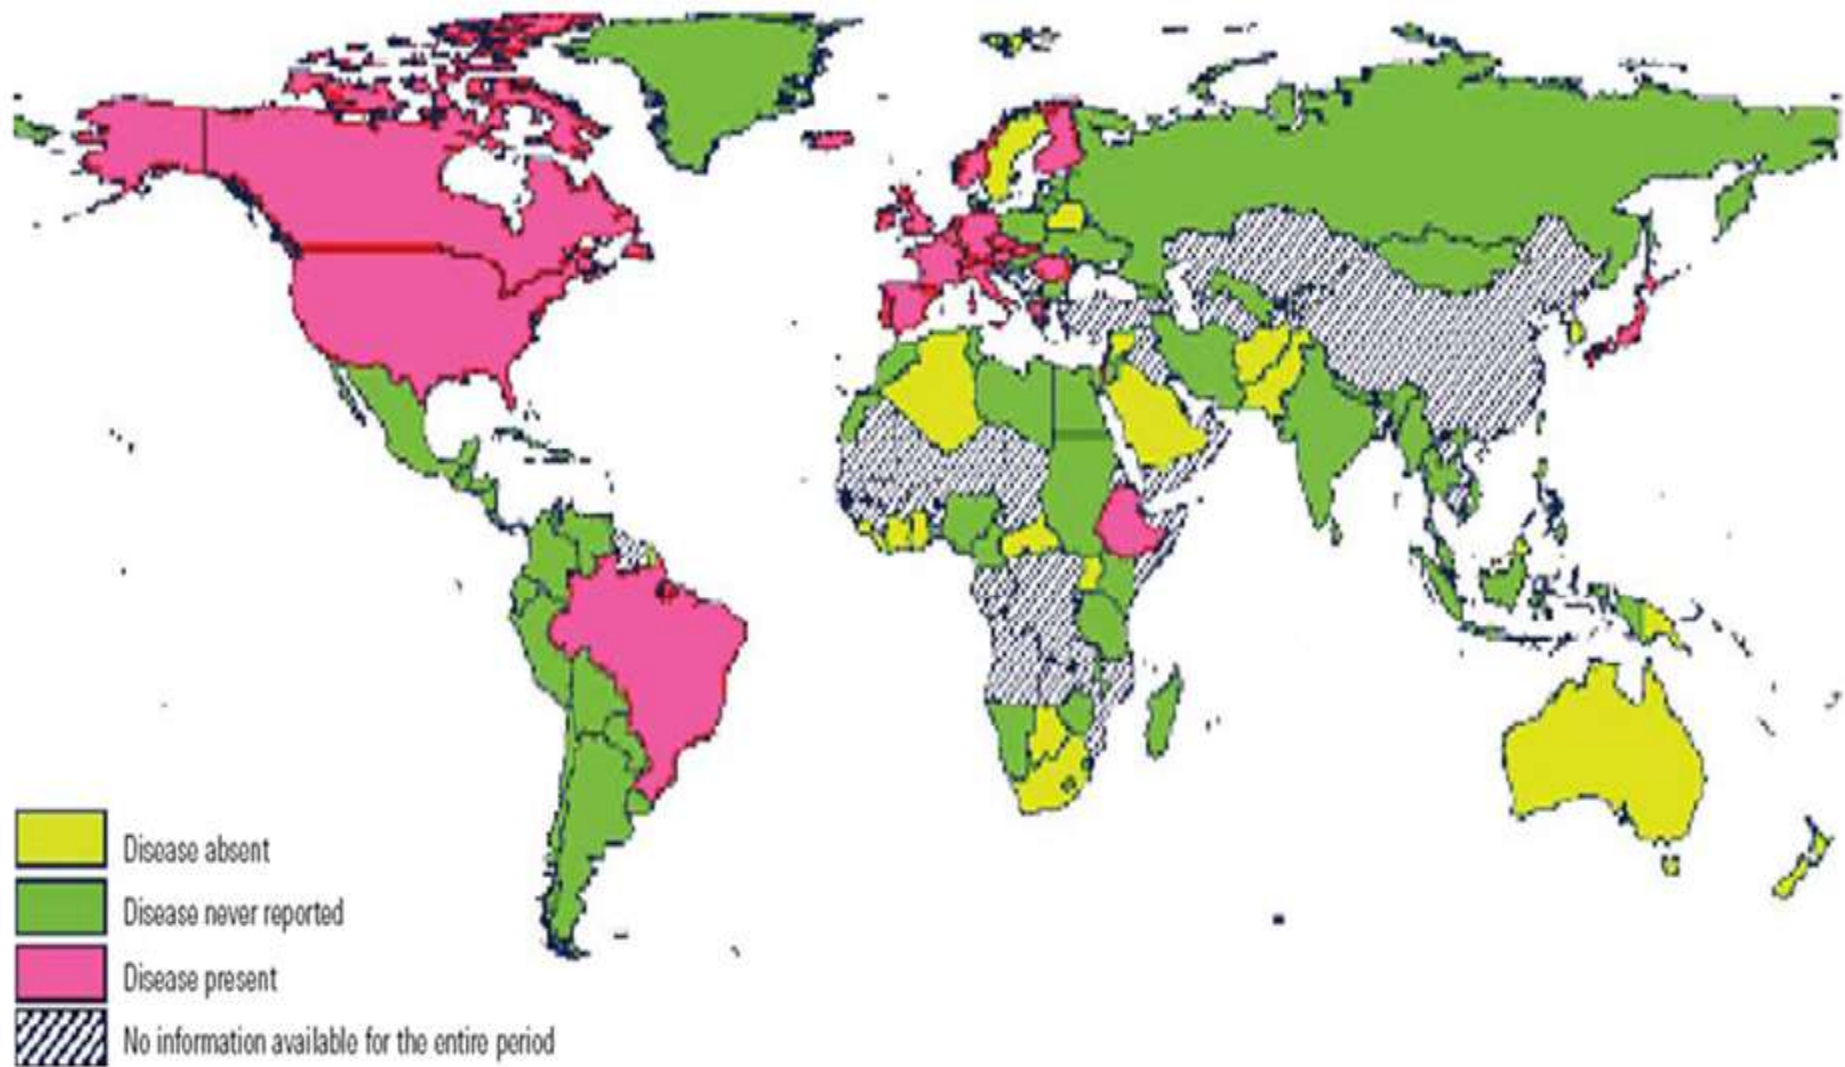 Disease absent
Disease never reported
Disease present
No information available for the entire period